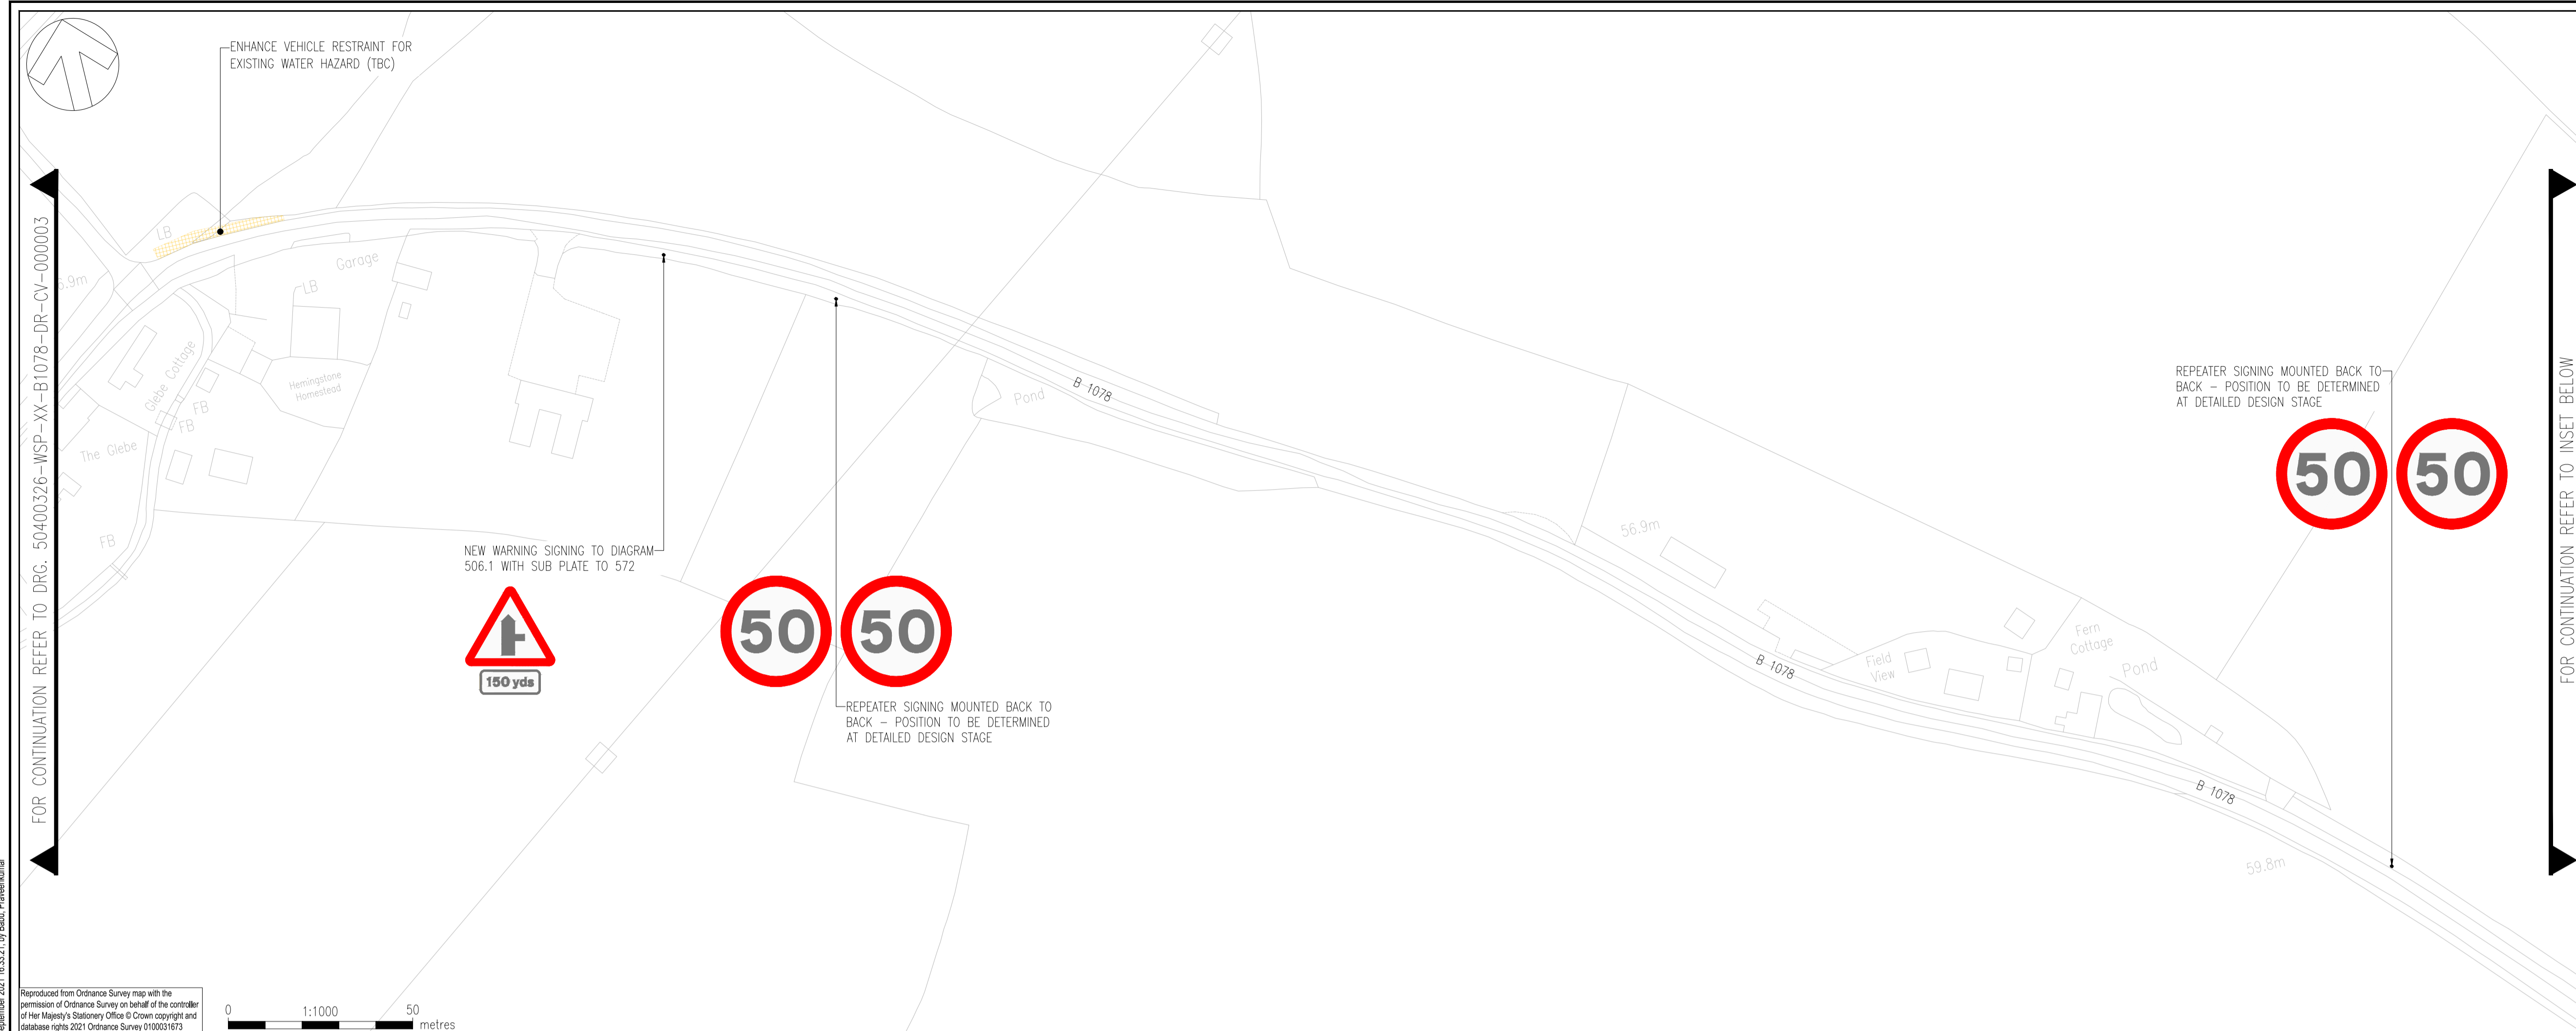 ENHANCE VEHICLE RESTRAINT FOR
EXISTING WATER HAZARD (TBC)
FOR CONTINUATION REFER TO DRG. 50400326-WSP-XX-B1078-DR-CV-000003
LB
LB
Garage
Glebe Cottage
Hemingstone
Homestead
FB
FB
The Glebe
FB
NEW WARNING SIGNING TO DIAGRAM
506.1 WITH SUB PLATE TO 572
150 yds
50
50
REPEATER SIGNING MOUNTED BACK TO
BACK – POSITION TO BE DETERMINED
AT DETAILED DESIGN STAGE
Pond
B 1078
56.9m
B 1078
Field
View
Fern
Cottage
Pond
B 1078
59.8m
REPEATER SIGNING MOUNTED BACK TO
BACK – POSITION TO BE DETERMINED
AT DETAILED DESIGN STAGE
50
50
FOR CONTINUATION REFER TO INSET BELOW
Reproduced from Ordnance Survey map with the
permission of Ordnance Survey on behalf of the controller
of Her Majesty's Stationery Office © Crown copyright and
database rights 2021 Ordnance Survey 0100031673
0
1:1000
50
metres